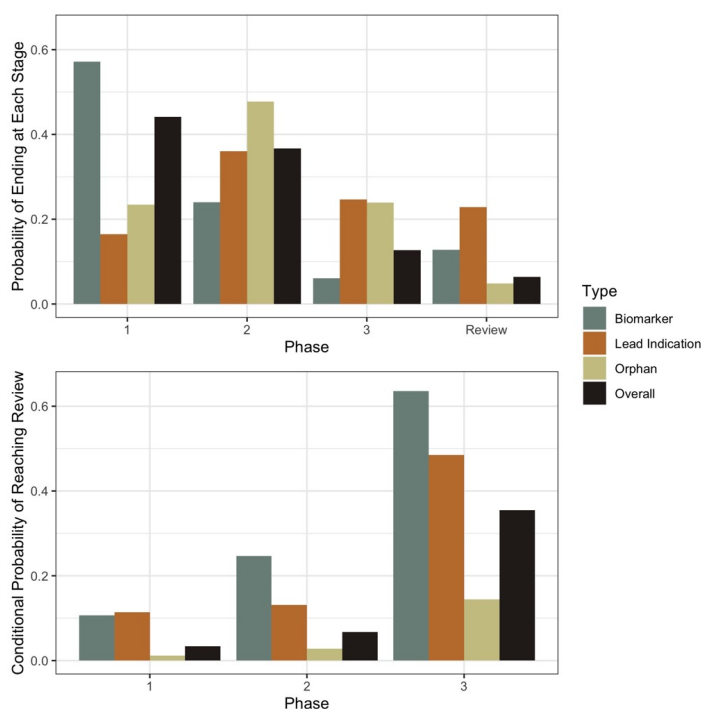 Probability of Ending at Each Stage
0.6
0.4
0.2
0.0
1
2
3
Review
Phase
Type
Biomarker
Lead Indication
Orphan
Overall
Conditional Probability of Reaching Review
0.6
0.4
0.2
0.0
1
2
3
Phase